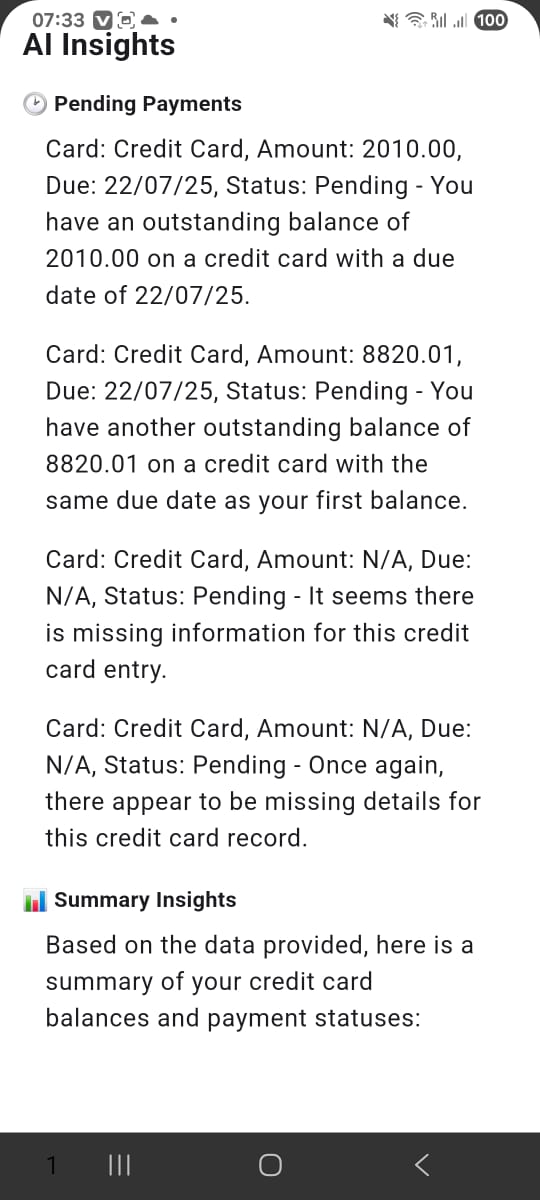 07:33
100
AI Insights
Pending Payments
Card: Credit Card, Amount: 2010.00,
Due: 22/07/25, Status: Pending - You
have an outstanding balance of
2010.00 on a credit card with a due
date of 22/07/25.
Card: Credit Card, Amount: 8820.01,
Due: 22/07/25, Status: Pending - You
have another outstanding balance of
8820.01 on a credit card with the
same due date as your first balance.
Card: Credit Card, Amount: N/A, Due:
N/A, Status: Pending - It seems there
is missing information for this credit
card entry.
Card: Credit Card, Amount: N/A, Due:
N/A, Status: Pending - Once again,
there appear to be missing details for
this credit card record.
Summary Insights
Based on the data provided, here is a
summary of your credit card
balances and payment statuses:
1